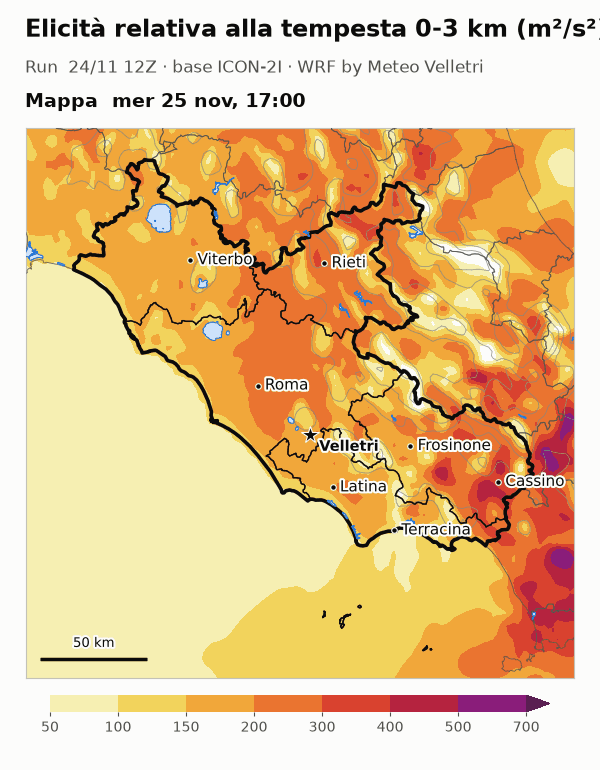 Elicità relativa alla tempesta 0-3 km (m²/s²)
Run 24/11 12Z · base ICON-2I · WRF by Meteo Velletri
Mappa mer 25 nov, 17:00
Viterbo
Rieti
Roma
Velletri
Frosinone
Latina
Cassino
Terracina
50 km
50 100 150 200 300 400 500 700